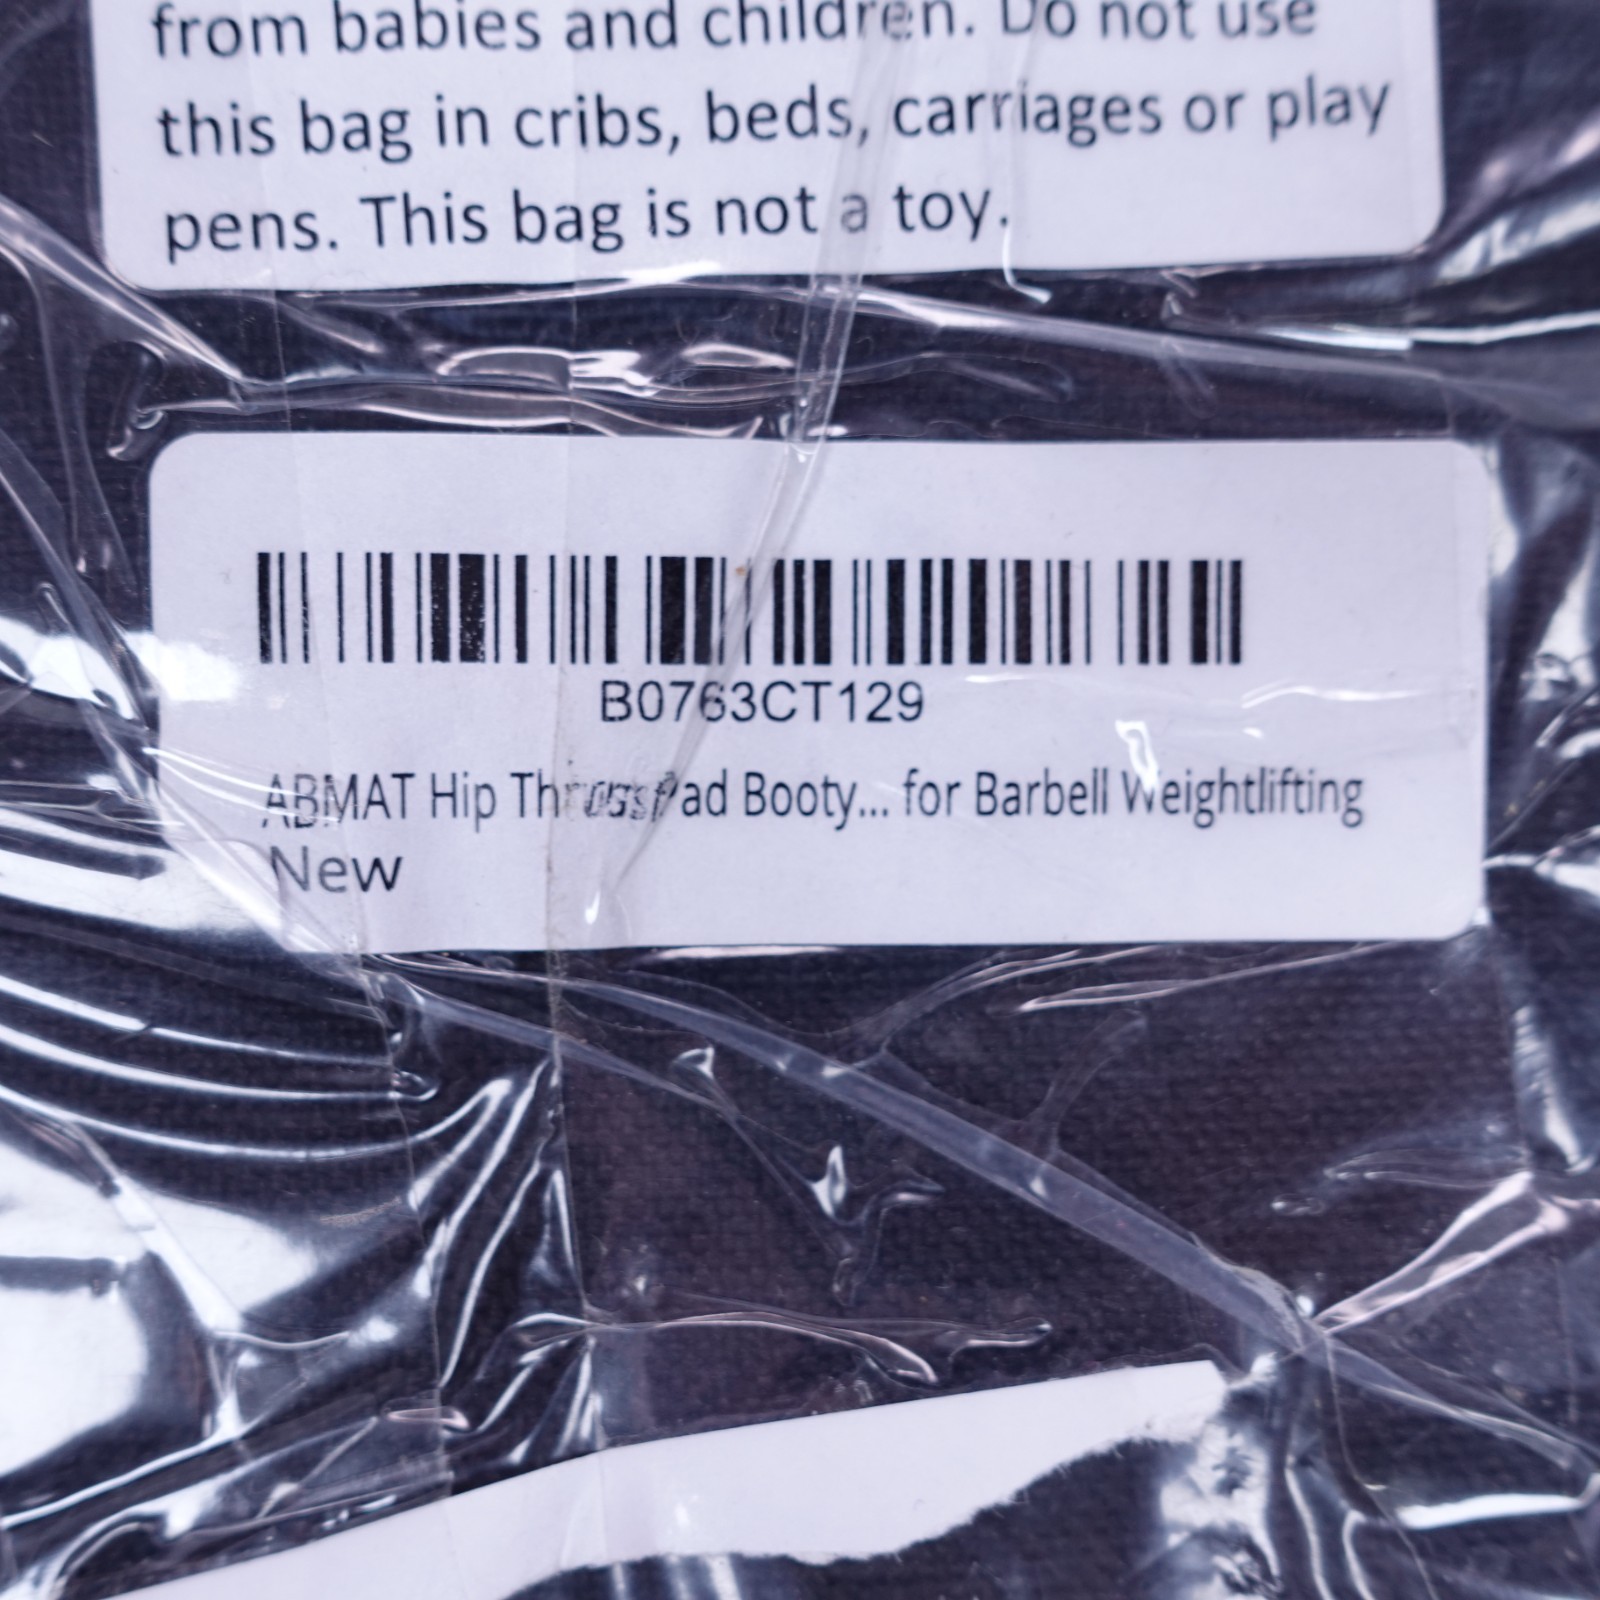 from babies and children. Do not use
this bag in cribs, beds, carriages or play
pens. This bag is not a toy.
B0763CT129
ABMAT Hip Thrust Pad Booty... for Barbell Weightlifting
New